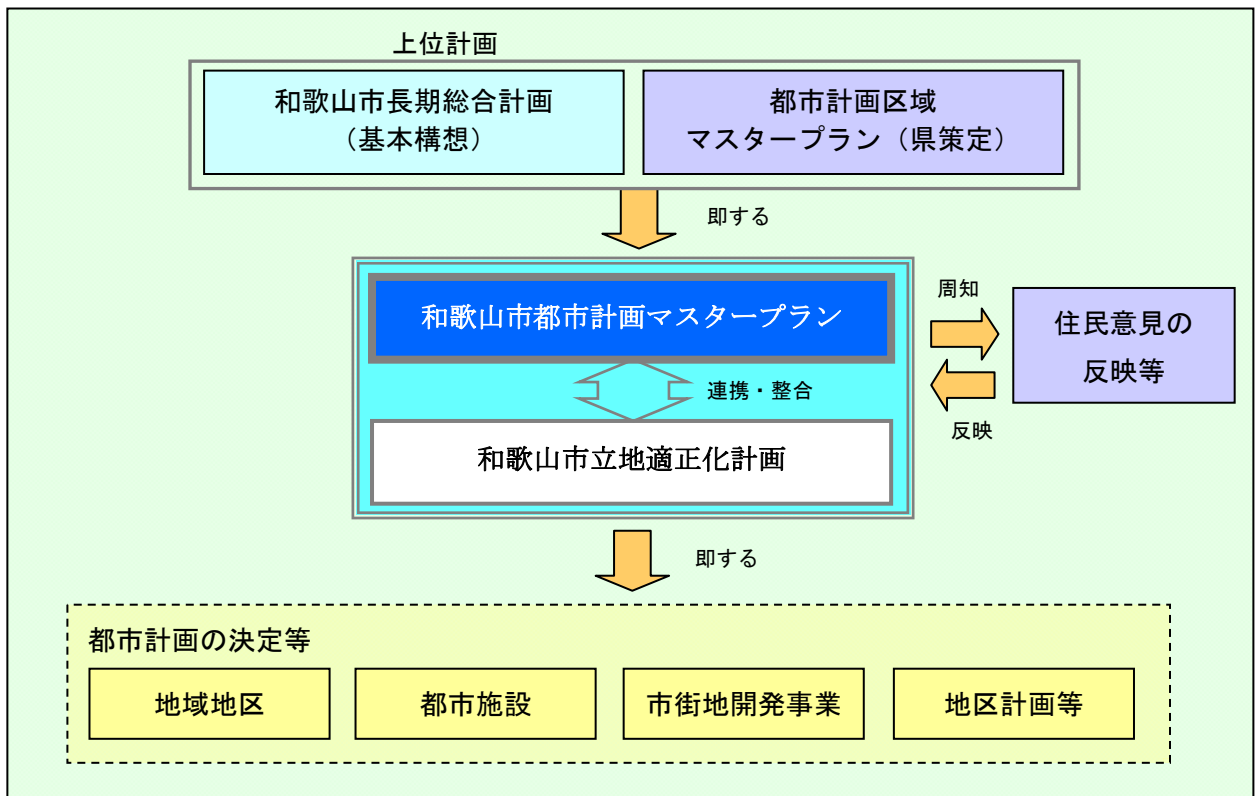 上位計画
和歌山市長期総合計画
（基本構想）
都市計画区域
マスタープラン（県策定）
即する
和歌山市都市計画マスタープラン
連携・整合
和歌山市立地適正化計画
周知
住民意見の
反映等
反映
即する
都市計画の決定等
地域地区
都市施設
市街地開発事業
地区計画等